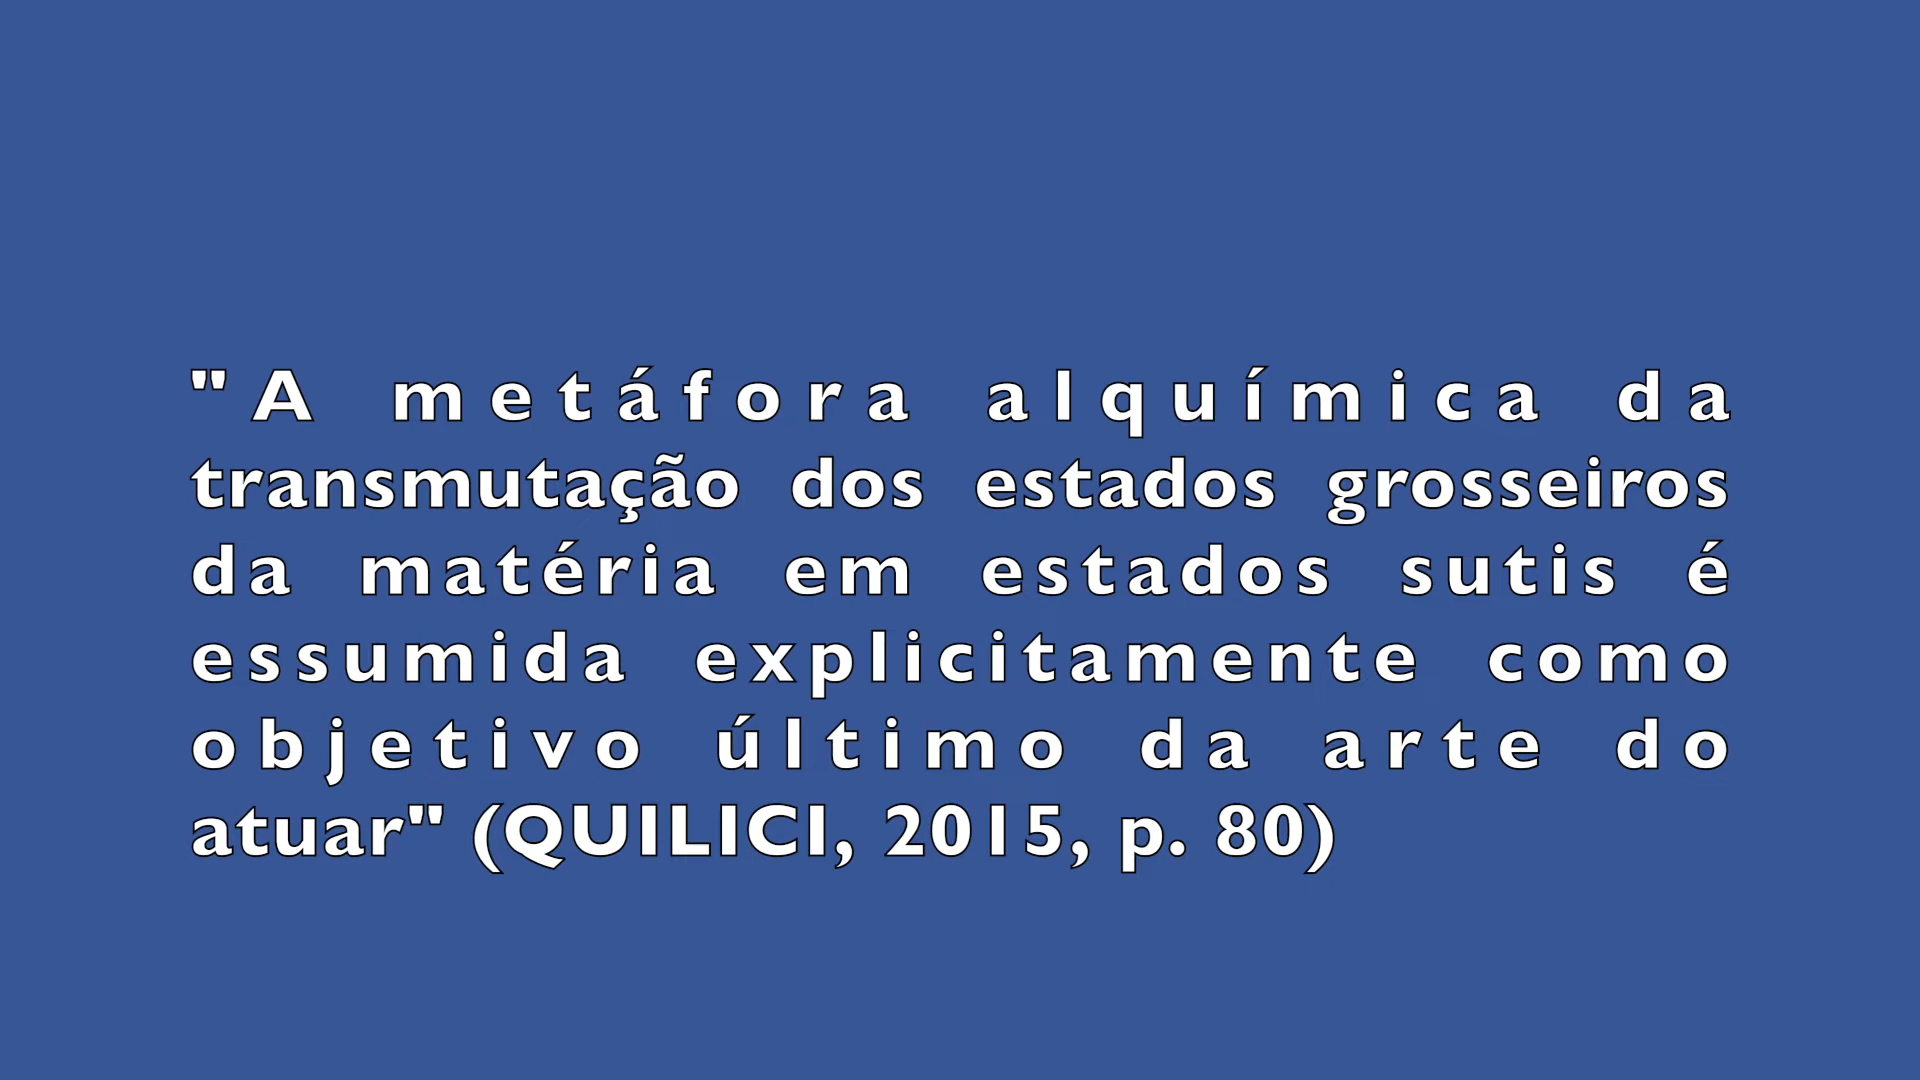 "A metáfora alquímica da
transmutação dos estados grosseiros
da matéria em estados sutis é
essumida explicitamente como
objetivo último da arte do
atuar" (QUILICI, 2015, p. 80)